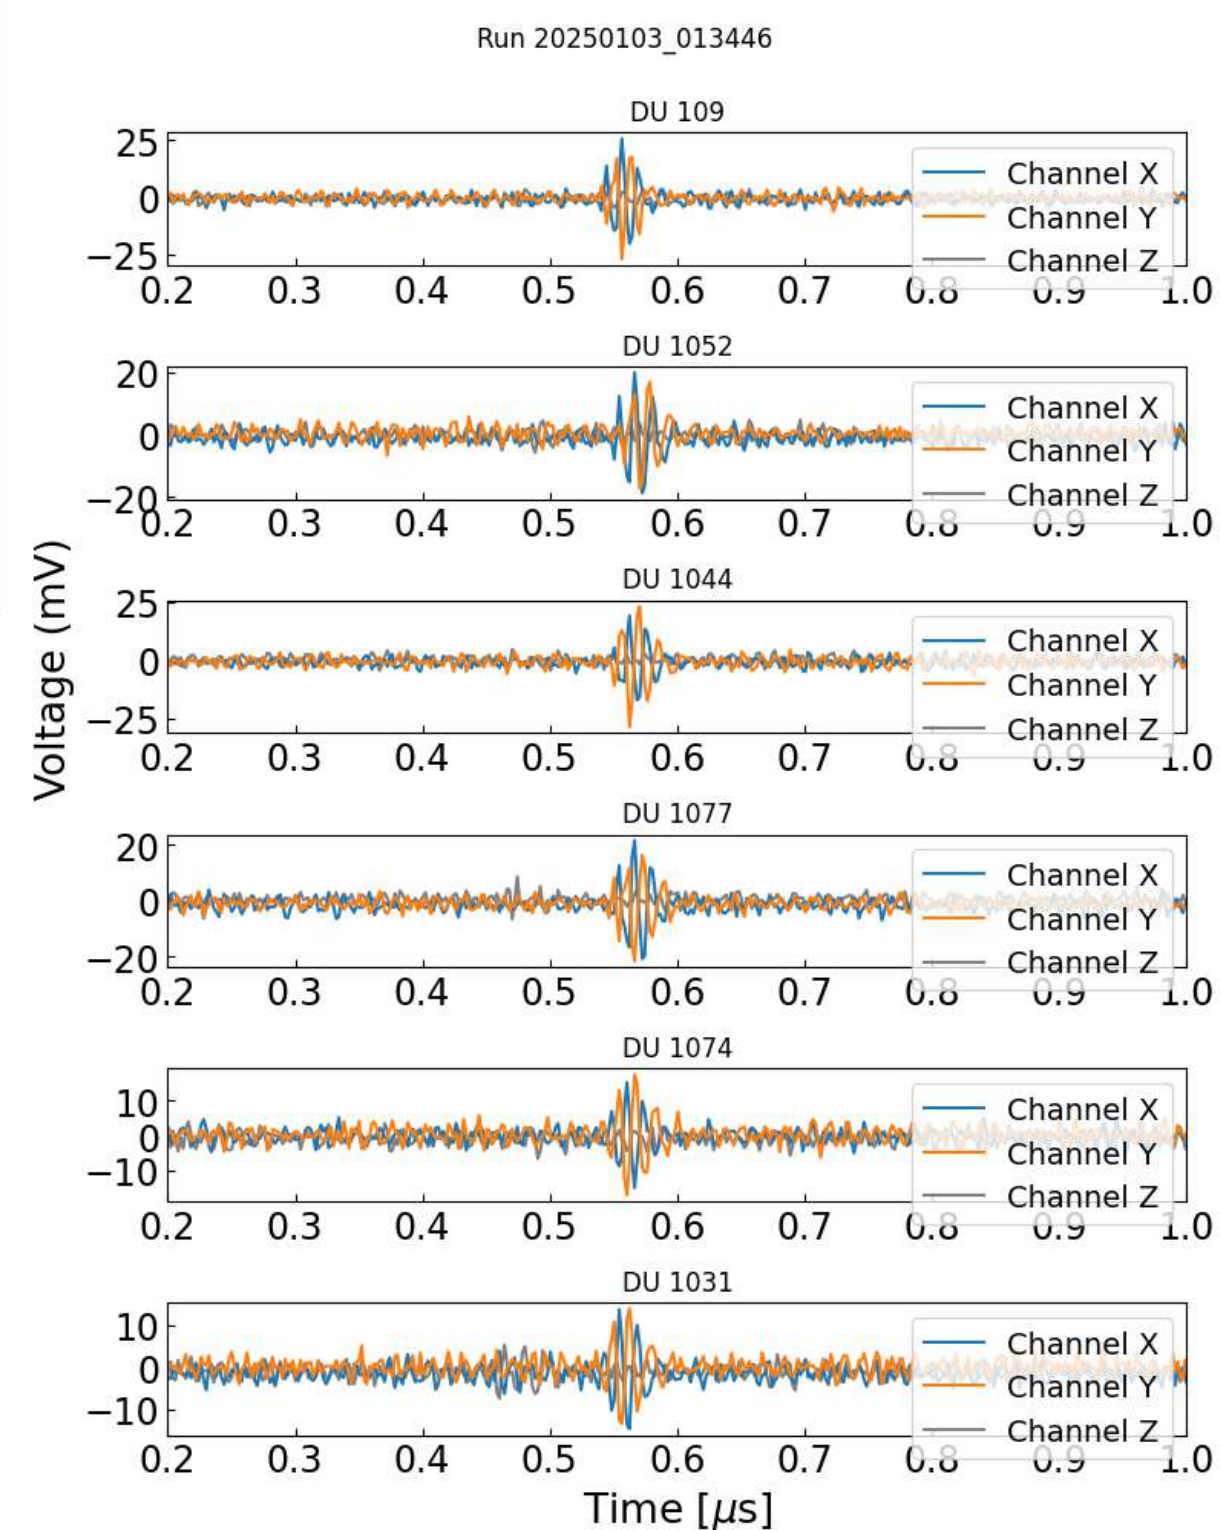 Run 20250103_013446
DU 109
25
0
−25
Channel X
Channel Y
Channel Z
0.2 0.3 0.4 0.5 0.6 0.7 0.8 0.9 1.0
DU 1052
20
0
−20
Channel X
Channel Y
Channel Z
0.2 0.3 0.4 0.5 0.6 0.7 0.8 0.9 1.0
DU 1044
25
0
−25
Channel X
Channel Y
Channel Z
0.2 0.3 0.4 0.5 0.6 0.7 0.8 0.9 1.0
Voltage (mV)
DU 1077
20
0
−20
Channel X
Channel Y
Channel Z
0.2 0.3 0.4 0.5 0.6 0.7 0.8 0.9 1.0
DU 1074
10
0
−10
Channel X
Channel Y
Channel Z
0.2 0.3 0.4 0.5 0.6 0.7 0.8 0.9 1.0
DU 1031
10
0
−10
Channel X
Channel Y
Channel Z
0.2 0.3 0.4 0.5 0.6 0.7 0.8 0.9 1.0
Time [μs]